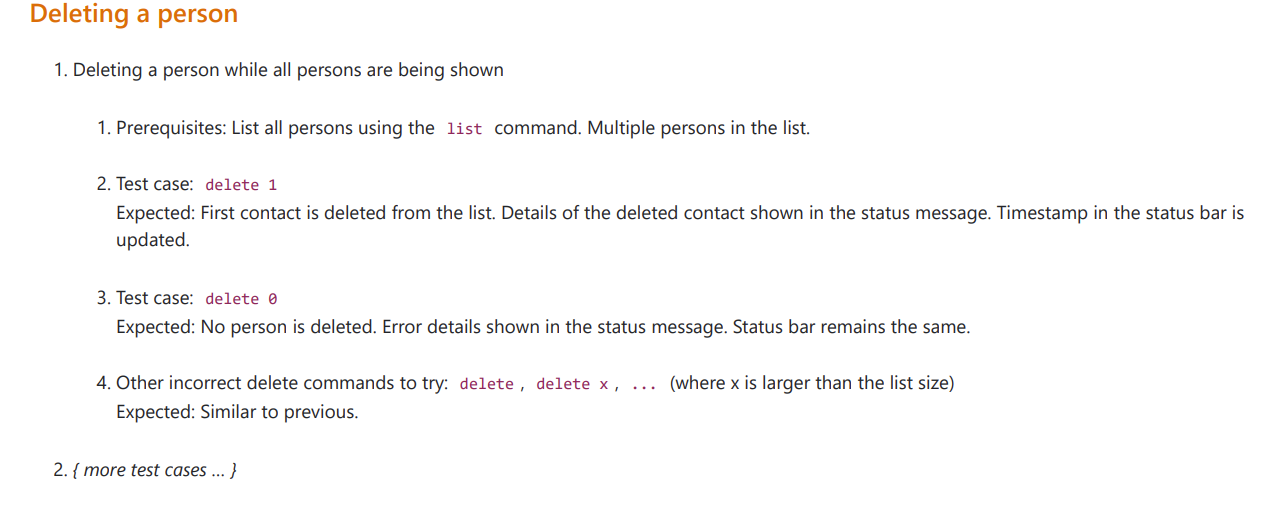 Deleting a person
1. Deleting a person while all persons are being shown
1. Prerequisites: List all persons using the list command. Multiple persons in the list.
2. Test case: delete 1
Expected: First contact is deleted from the list. Details of the deleted contact shown in the status message. Timestamp in the status bar is
updated.
3. Test case: delete 0
Expected: No person is deleted. Error details shown in the status message. Status bar remains the same.
4. Other incorrect delete commands to try: delete, delete x, ... (where x is larger than the list size)
Expected: Similar to previous.
2. { more test cases ... }